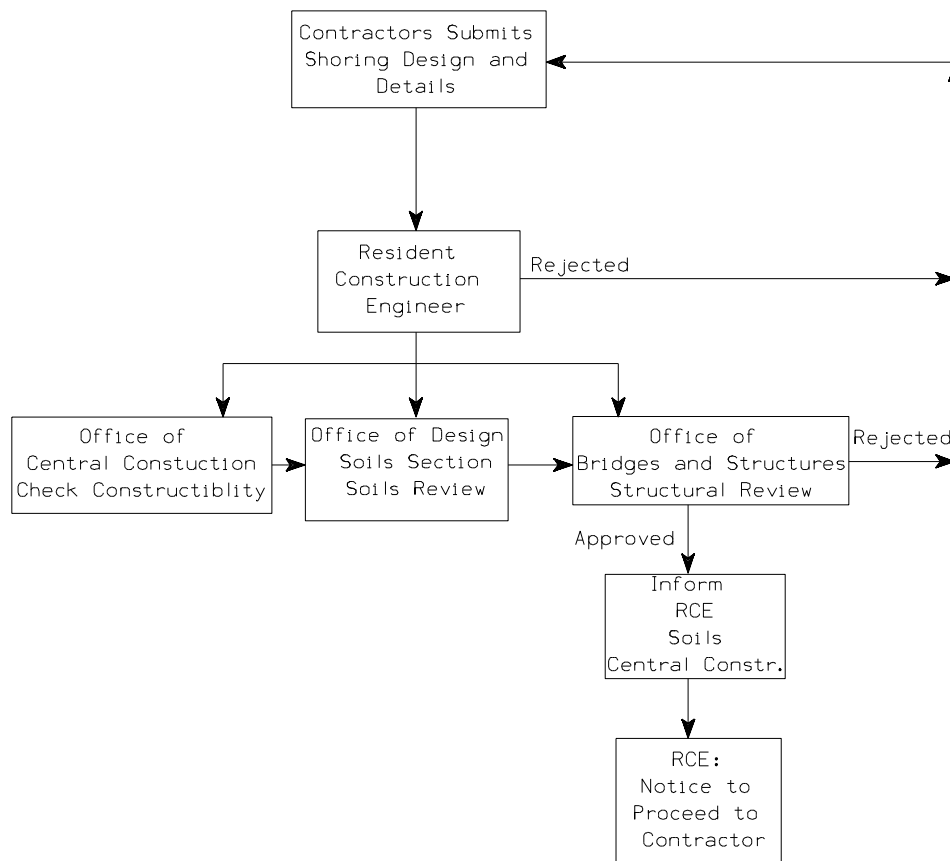 Contractors Submits
Shoring Design and
Details
Resident
Construction
Engineer
Rejected
Office of
Central Constuction
Check Constructiblity
Office of Design
Soils Section
Soils Review
Office of
Bridges and Structures
Structural Review
Rejected
Approved
Inform
RCE
Soils
Central Constr.
RCE:
Notice to
Proceed to
Contractor